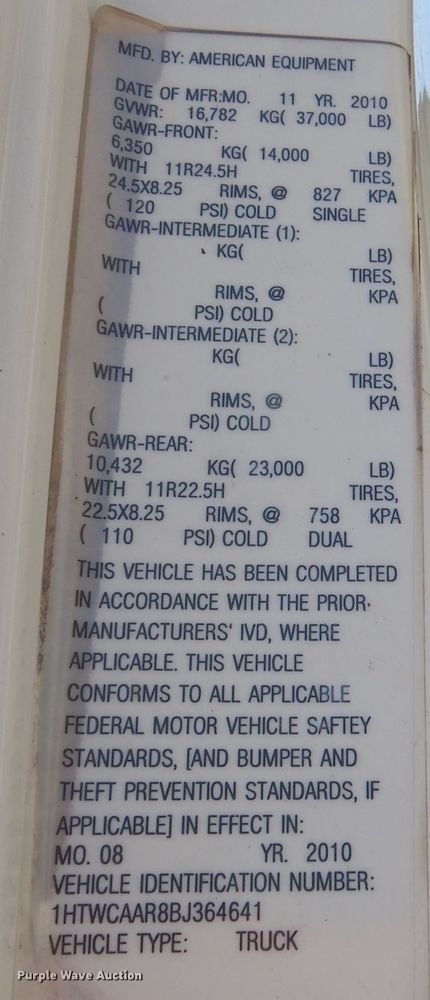 MFD. BY: AMERICAN EQUIPMENT
DATE OF MFR:MO. 11 YR. 2010
GVWR: 16,782 KG( 37,000 LB)
GAWR-FRONT:
6,350 KG( 14,000 LB)
WITH 11R24.5H TIRES,
24.5X8.25 RIMS, @ 827 KPA
( 120 PSI) COLD SINGLE
GAWR-INTERMEDIATE (1):
KG( LB)
WITH TIRES,
RIMS, @ KPA
( PSI) COLD
GAWR-INTERMEDIATE (2):
KG( LB)
WITH TIRES,
RIMS, @ KPA
( PSI) COLD
GAWR-REAR:
10,432 KG( 23,000 LB)
WITH 11R22.5H TIRES,
22.5X8.25 RIMS, @ 758 KPA
( 110 PSI) COLD DUAL
THIS VEHICLE HAS BEEN COMPLETED
IN ACCORDANCE WITH THE PRIOR-
MANUFACTURERS' IVD, WHERE
APPLICABLE. THIS VEHICLE
CONFORMS TO ALL APPLICABLE
FEDERAL MOTOR VEHICLE SAFTEY
STANDARDS, [AND BUMPER AND
THEFT PREVENTION STANDARDS, IF
APPLICABLE] IN EFFECT IN:
MO. 08 YR. 2010
VEHICLE IDENTIFICATION NUMBER:
1HTWCAAR8BJ364641
VEHICLE TYPE: TRUCK
Purple Wave Auction